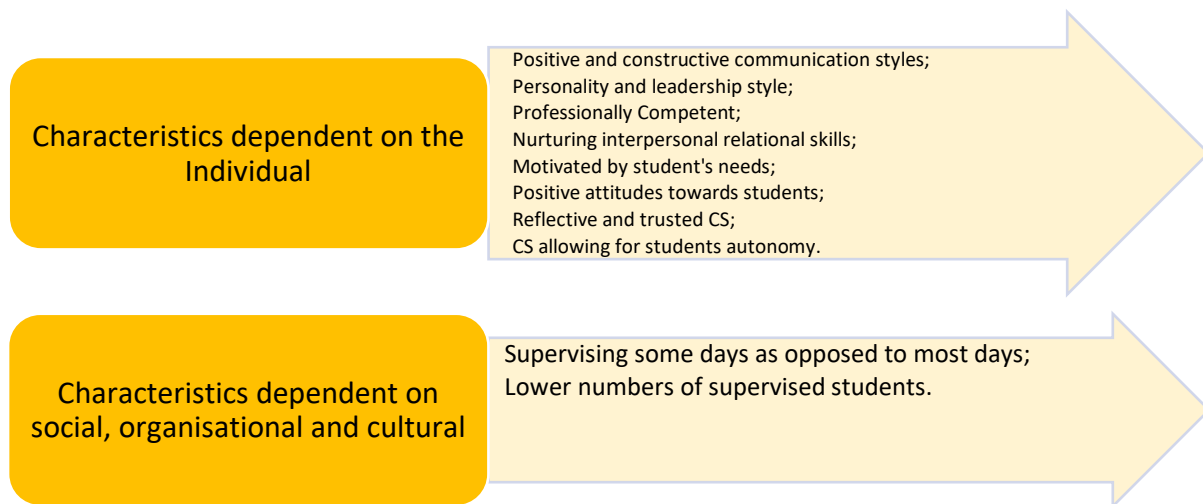 Characteristics dependent on the
Individual
Positive and constructive communication styles;
Personality and leadership style;
Professionally Competent;
Nurturing interpersonal relational skills;
Motivated by student's needs;
Positive attitudes towards students;
Reflective and trusted CS;
CS allowing for students autonomy.
Characteristics dependent on
social, organisational and cultural
Supervising some days as opposed to most days;
Lower numbers of supervised students.